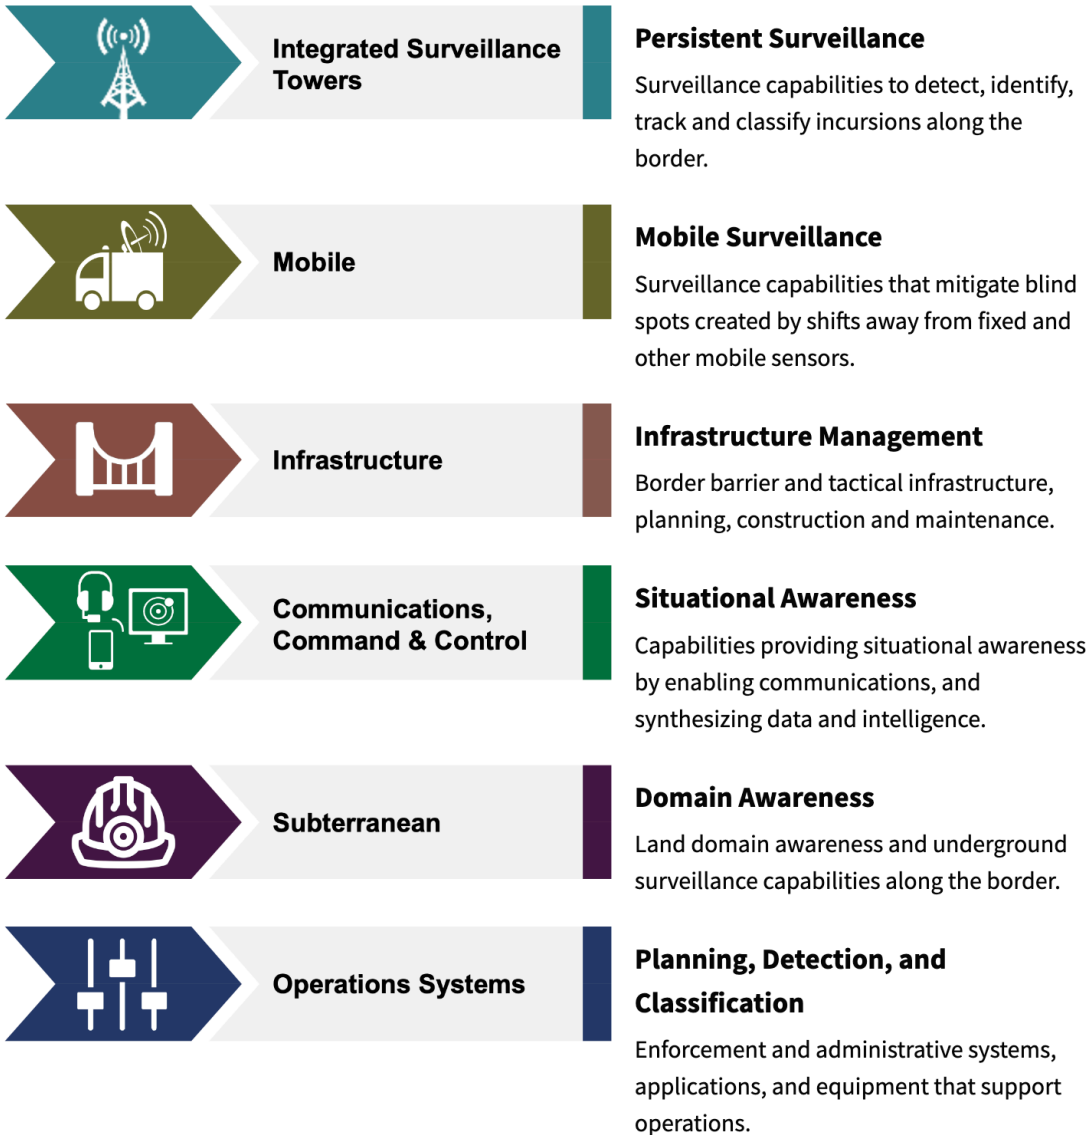 Integrated Surveillance
Towers
Persistent Surveillance
Surveillance capabilities to detect, identify,
track and classify incursions along the
border.
Mobile
Mobile Surveillance
Surveillance capabilities that mitigate blind
spots created by shifts away from fixed and
other mobile sensors.
Infrastructure
Infrastructure Management
Border barrier and tactical infrastructure,
planning, construction and maintenance.
Communications,
Command & Control
Situational Awareness
Capabilities providing situational awareness
by enabling communications, and
synthesizing data and intelligence.
Subterranean
Domain Awareness
Land domain awareness and underground
surveillance capabilities along the border.
Operations Systems
Planning, Detection, and
Classification
Enforcement and administrative systems,
applications, and equipment that support
operations.